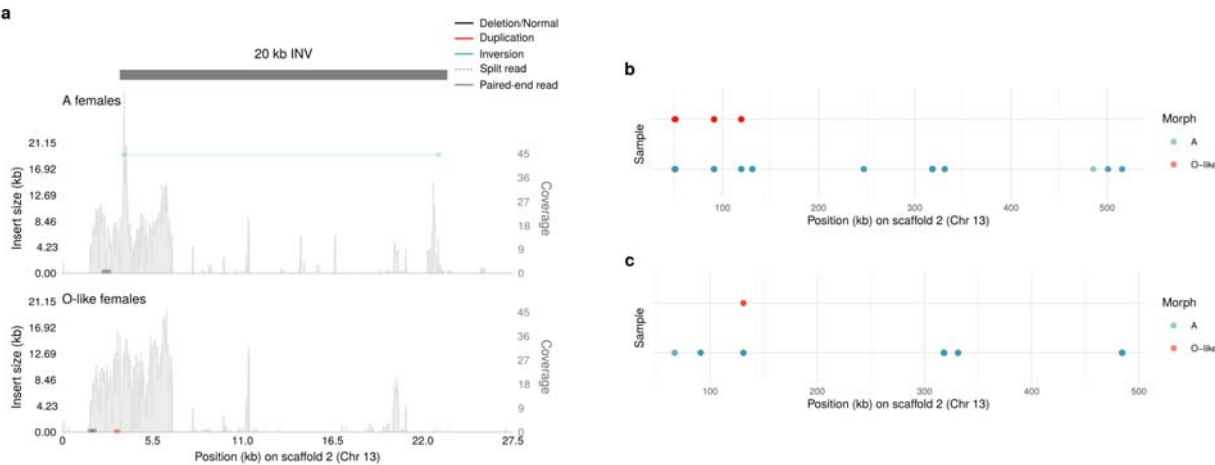 a
Deletion/Normal
Duplication
Inversion
Split read
Paired-end read
20 kb INV
A females
21.15
16.92
12.69
8.46
4.23
0.00
Insert size (kb)
45
36
27
18
9
0
Coverage
O-like females
21.15
16.92
12.69
8.46
4.23
0.00
Insert size (kb)
45
36
27
18
9
0
Coverage
0 5.5 11.0 16.5 22.0 27.5
Position (kb) on scaffold 2 (Chr 13)
b
Sample
Morph
A
O-like
100 200 300 400 500
Position (kb) on scaffold 2 (Chr 13)
c
Sample
Morph
A
O-like
100 200 300 400 500
Position (kb) on scaffold 2 (Chr 13)